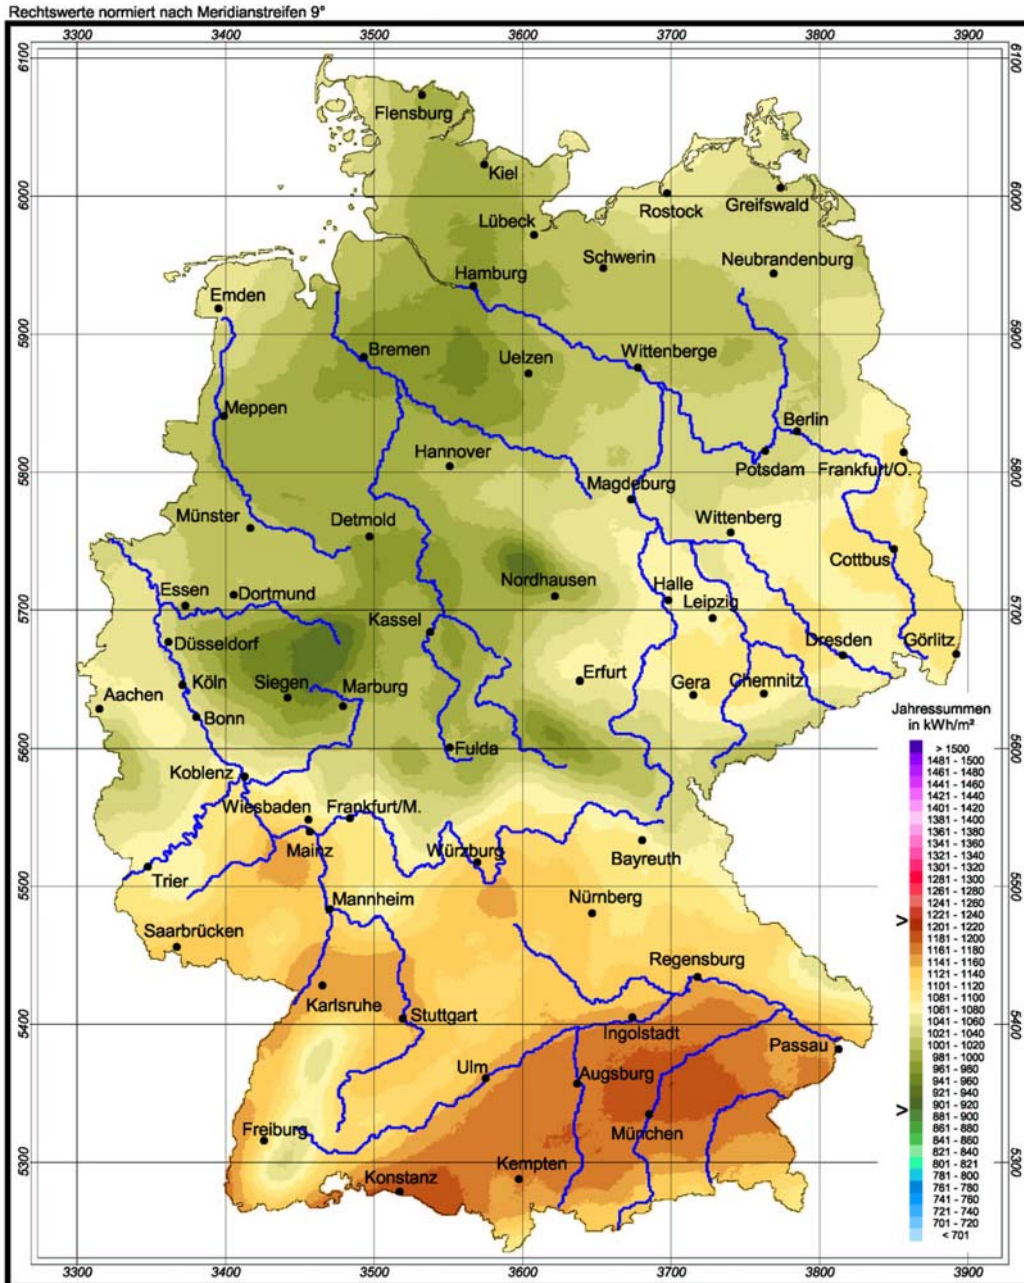 Rechtswerte normiert nach Meridianstreifen 9°
3300 3400 3500 3600 3700 3800 3900
6100 6100
Flensburg
Kiel
6000 6000
Rostock Greifswald
Lübeck
Schwerin Neubrandenburg
Hamburg
Emden
5900 5900
Bremen Uelzen Wittenberge
Meppen
Berlin
Hannover
Potsdam Frankfurt/O.
5800 5800
Magdeburg
Münster Detmold Wittenberg
Cottbus
Nordhausen Halle
Essen Dortmund Leipzig
5700 5700
Kassel
Düsseldorf Dresden Görlitz
Köln Siegen Marburg Erfurt Gera Chemnitz
Aachen
Bonn
Fulda
5600 5600
Koblenz
Wiesbaden Frankfurt/M.
Mainz Würzburg Bayreuth
Trier
5500 5500
Mannheim Nürnberg
Saarbrücken
Regensburg
Karlsruhe
Stuttgart Ingolstadt
5400 5400
Passau
Ulm Augsburg
München
Freiburg
5300 5300
Konstanz Kempten
Jahressummen
in kWh/m²
> 1500
1481 - 1500
1461 - 1480
1441 - 1460
1421 - 1440
1401 - 1420
1381 - 1400
1361 - 1380
1341 - 1360
1321 - 1340
1301 - 1320
1281 - 1300
1261 - 1280
1241 - 1260
1221 - 1240
>
1201 - 1220
1181 - 1200
1161 - 1180
1141 - 1160
1121 - 1140
1101 - 1120
1081 - 1100
1061 - 1080
1041 - 1060
1021 - 1040
1001 - 1020
981 - 1000
961 - 980
941 - 960
921 - 940
901 - 920
>
881 - 900
861 - 880
841 - 860
821 - 840
801 - 821
781 - 800
761 - 780
741 - 760
721 - 740
701 - 720
< 701
3300 3400 3500 3600 3700 3800 3900